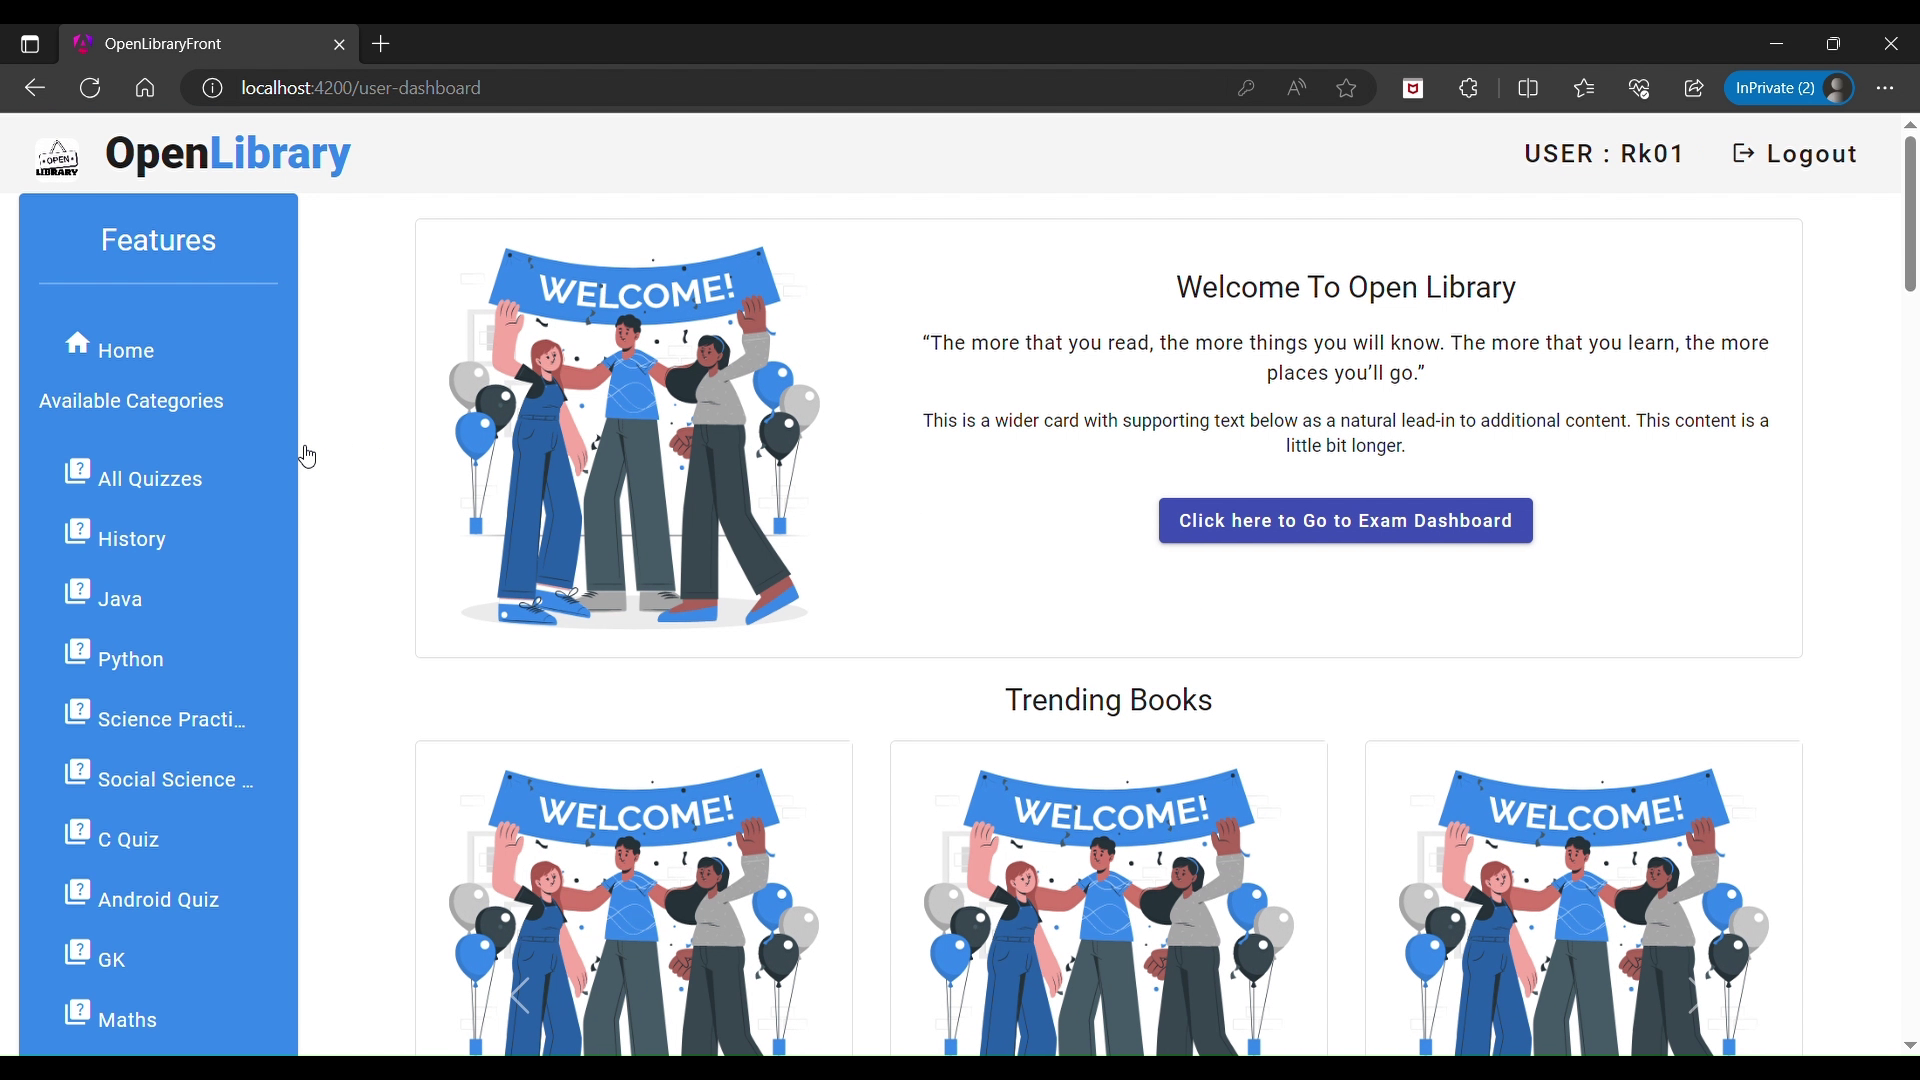 OpenLibraryFront
localhost:4200/user-dashboard
InPrivate (2)
OPEN
LIBRARY
OpenLibrary
USER : Rk01
Logout
Features
Home
Available Categories
All Quizzes
History
Java
Python
Science Practi...
Social Science ...
C Quiz
Android Quiz
GK
Maths
WELCOME!
Welcome To Open Library
“The more that you read, the more things you will know. The more that you learn, the more
places you’ll go.”
This is a wider card with supporting text below as a natural lead-in to additional content. This content is a
little bit longer.
Click here to Go to Exam Dashboard
Trending Books
WELCOME!
WELCOME!
WELCOME!